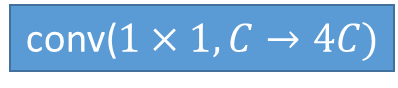 conv(1 × 1, C → 4C)